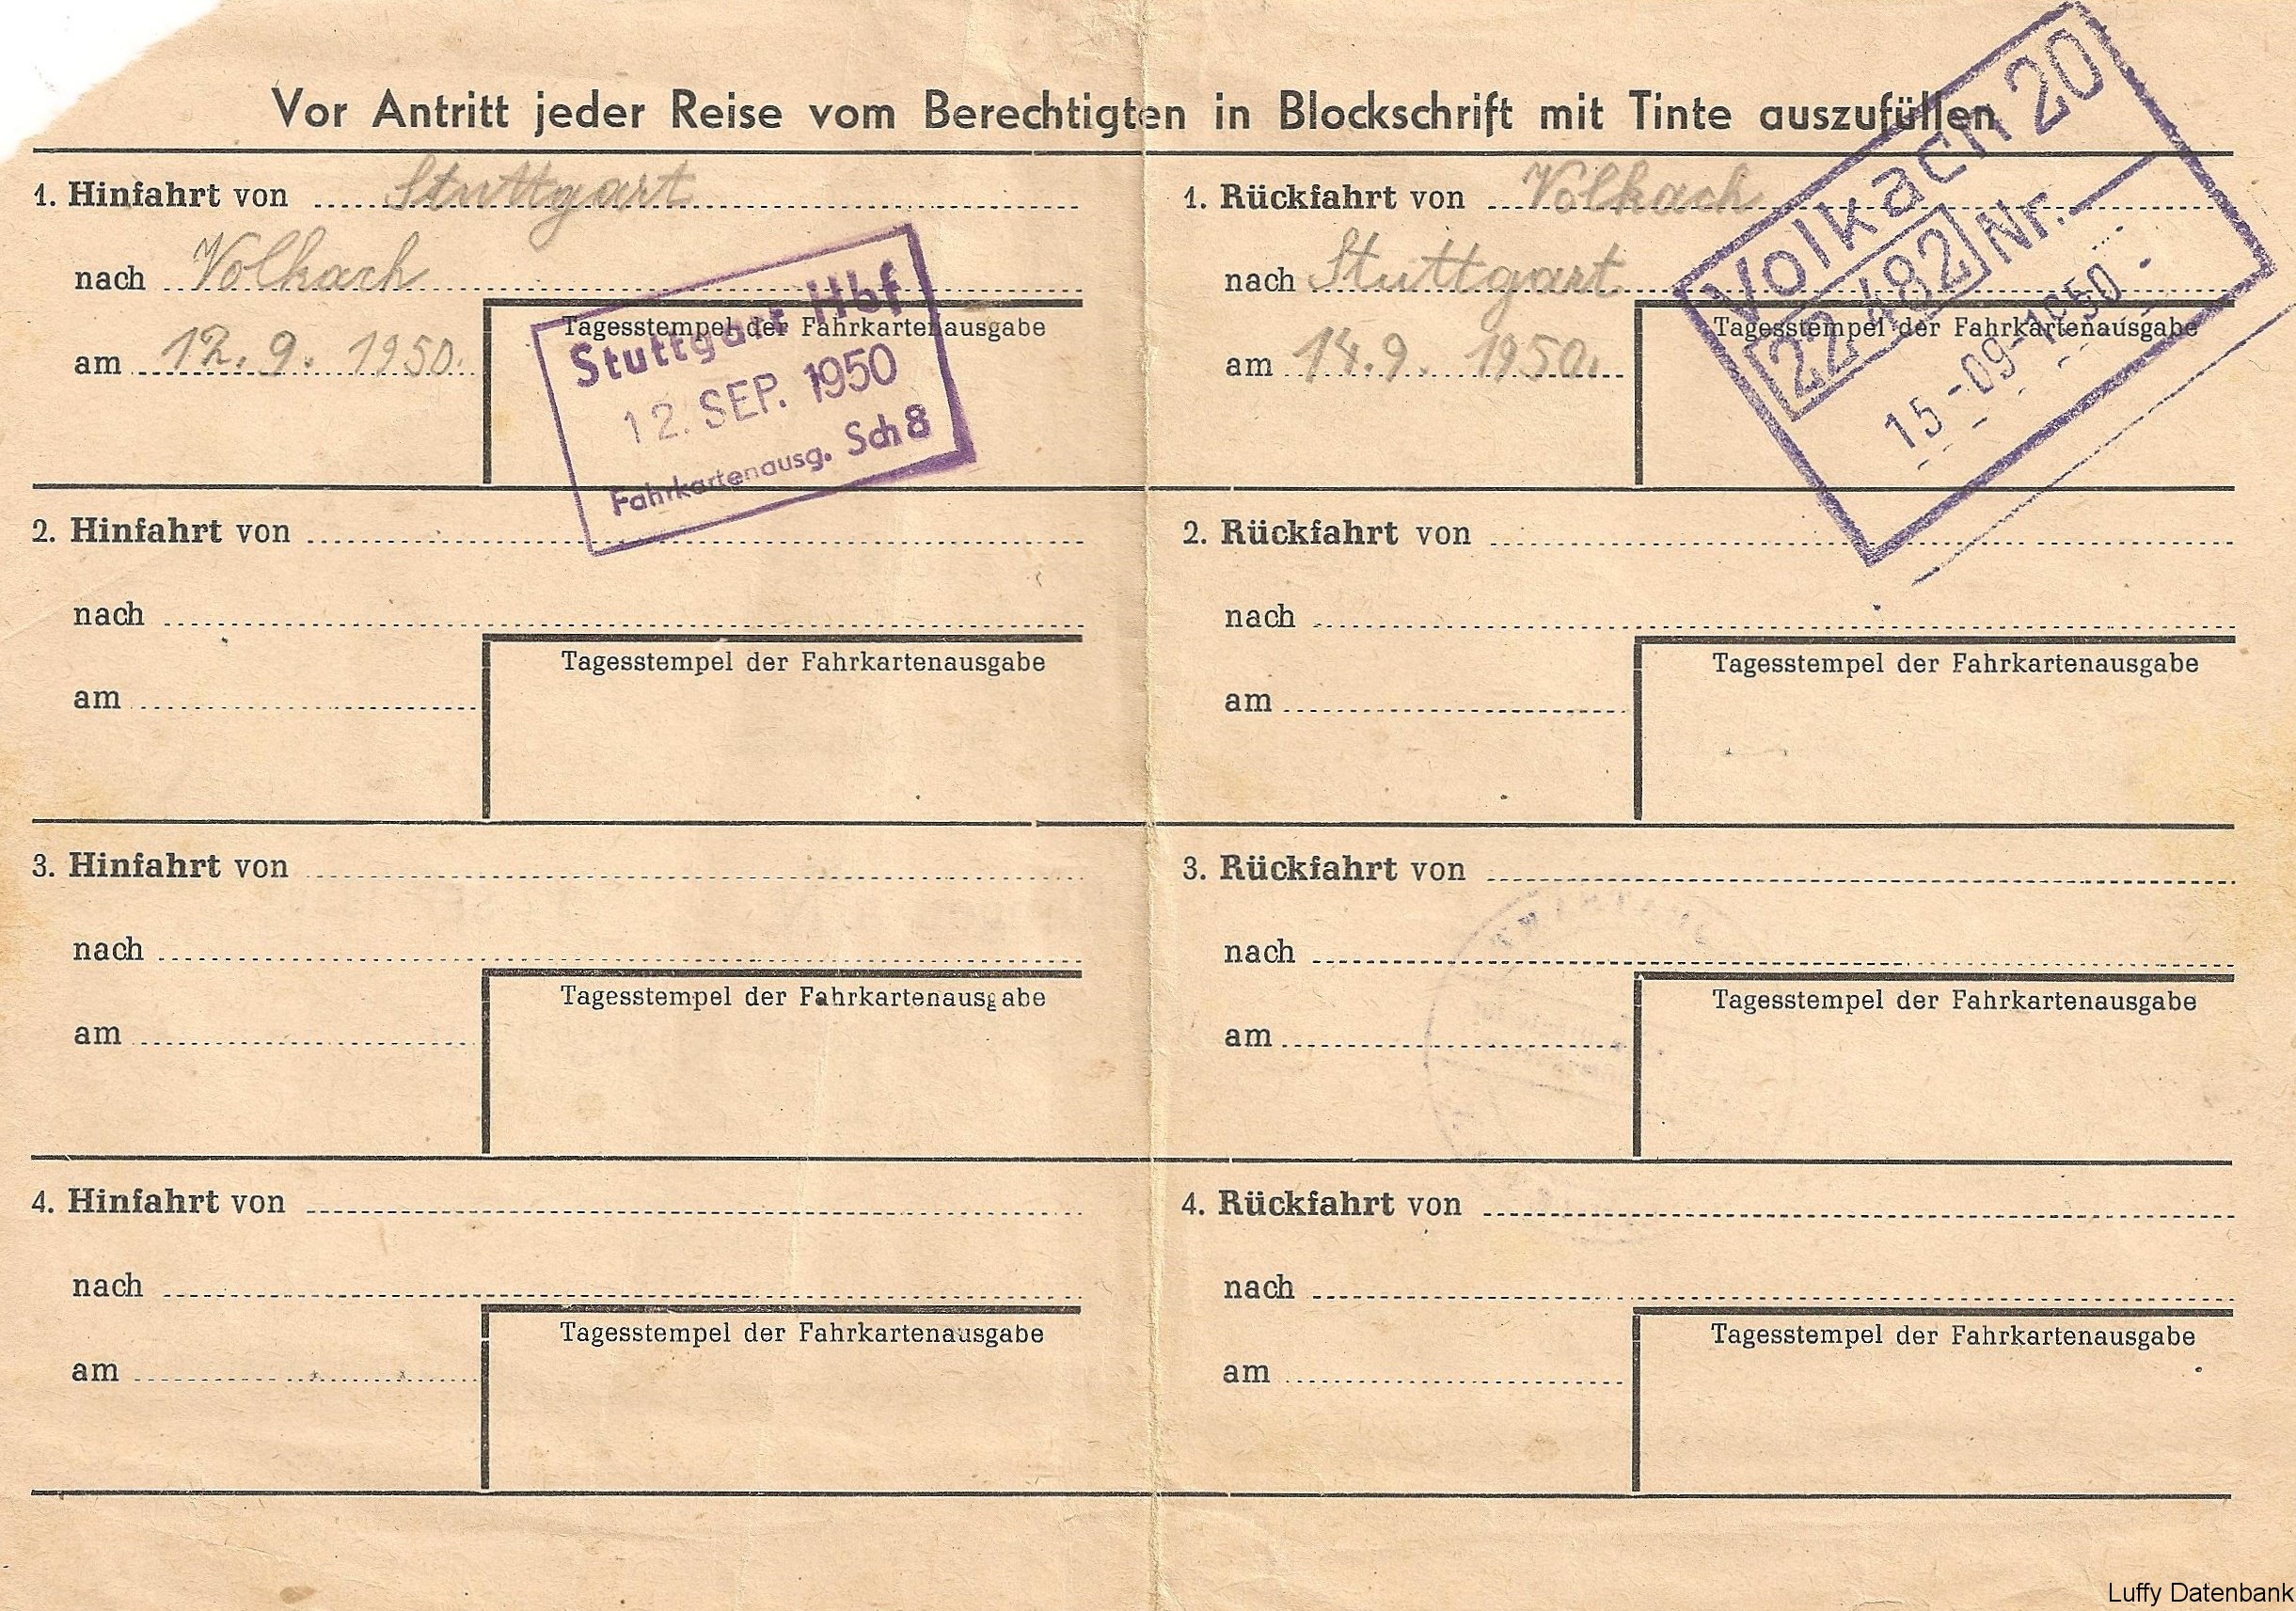 Vor Antritt jeder Reise vom Berechtigten in Blockschrift mit Tinte auszufüllen
1. Hinfahrt von Stuttgart
nach Volkach
am 12.9. 1950.
Tagesstempel der Fahrkartenausgabe
Stuttgart Hbf
12. SEP. 1950
Fahrkartenausg. Sch 8
1. Rückfahrt von Volkach
nach Stuttgart
am 14.9. 1950.
Tagesstempel der Fahrkartenausgabe
Volkach 20
22482 Nr.
15-09-1950
2. Hinfahrt von
nach
am
Tagesstempel der Fahrkartenausgabe
2. Rückfahrt von
nach
am
Tagesstempel der Fahrkartenausgabe
3. Hinfahrt von
nach
am
Tagesstempel der Fahrkartenausgabe
3. Rückfahrt von
nach
am
Tagesstempel der Fahrkartenausgabe
4. Hinfahrt von
nach
am
Tagesstempel der Fahrkartenausgabe
4. Rückfahrt von
nach
am
Tagesstempel der Fahrkartenausgabe
Luffy Datenbank